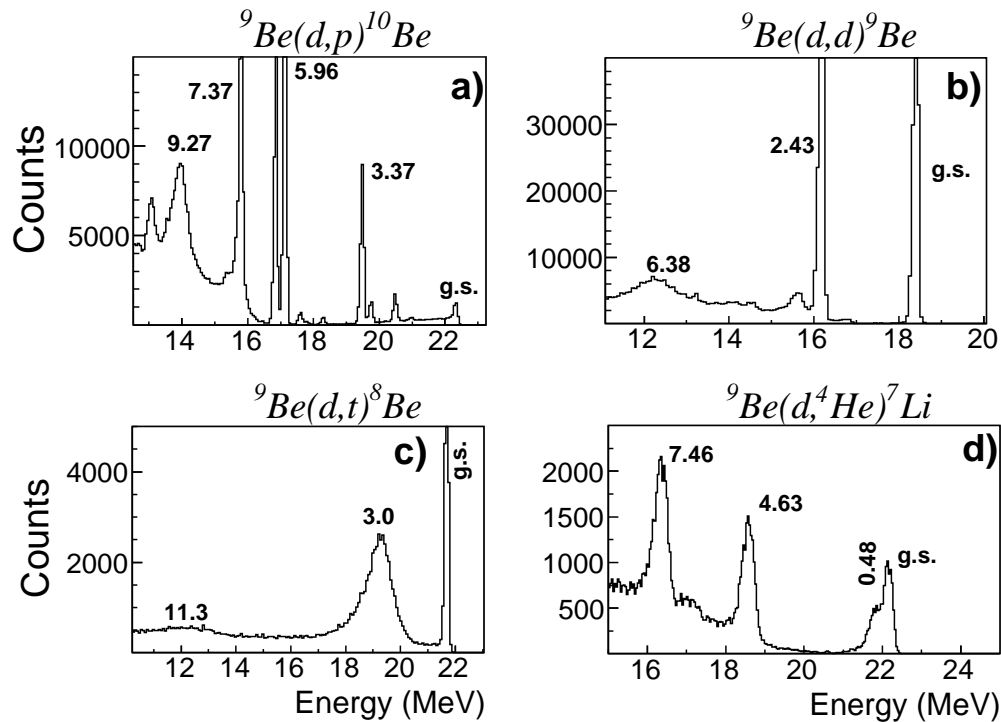 ⁹Be(d,p)¹⁰Be
a)
Counts
10000
5000
7.37
5.96
9.27
3.37
g.s.
14 16 18 20 22
⁹Be(d,d)⁹Be
b)
30000
20000
10000
2.43
g.s.
6.38
12 14 16 18 20
⁹Be(d,t)⁸Be
c)
Counts
4000
2000
g.s.
3.0
11.3
12 14 16 18 20 22
Energy (MeV)
⁹Be(d,⁴He)⁷Li
d)
2000
1500
1000
500
7.46
4.63
0.48
g.s.
16 18 20 22 24
Energy (MeV)